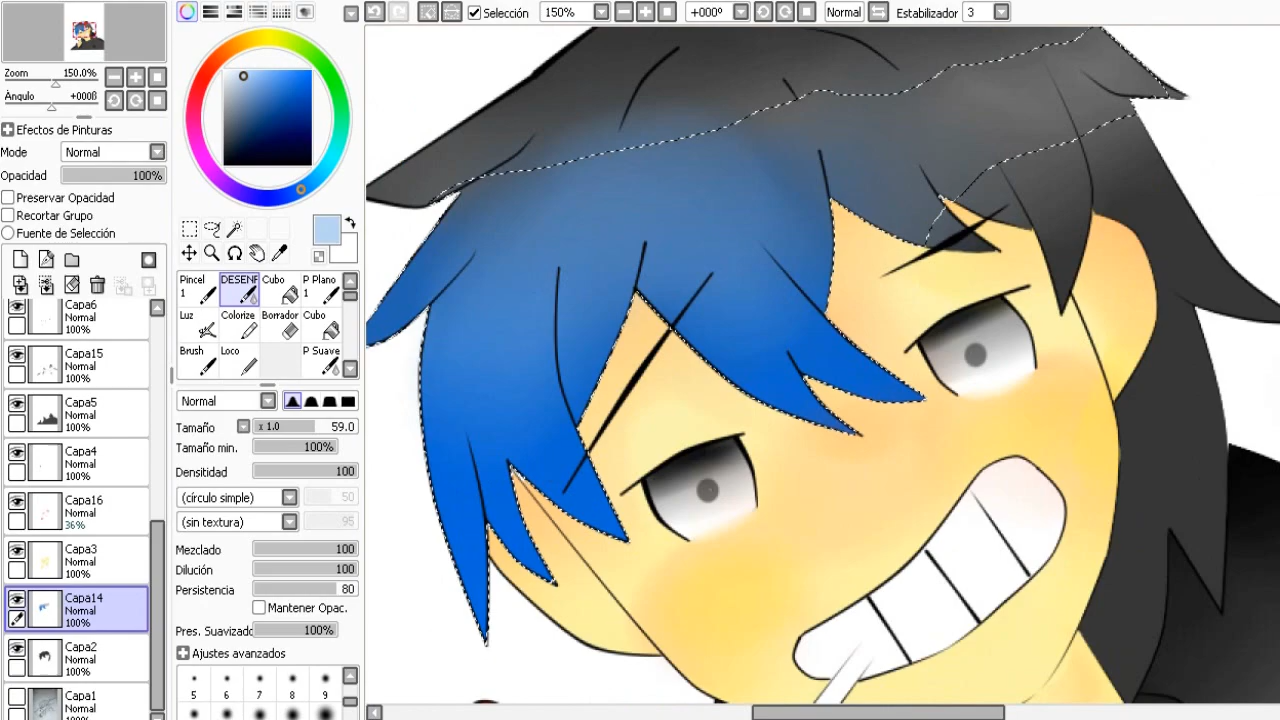 Selección 150% +000º Normal Estabilizador 3
Zoom 150.0%
Ángulo +000ß
Efectos de Pinturas
Mode Normal
Opacidad 100%
Preservar Opacidad
Recortar Grupo
Fuente de Selección
Capa6
Normal
100%
Capa15
Normal
100%
Capa5
Normal
100%
Capa4
Normal
100%
Capa16
Normal
36%
Capa3
Normal
100%
Capa14
Normal
100%
Capa2
Normal
100%
Capa1
Normal
Pincel 1 DESENF Cubo P Plano 1
Luz Colorize Borrador Cubo
Brush Loco P Suave
Normal
Tamaño x 1.0 59.0
Tamaño min. 100%
Densitidad 100
(círculo simple) 50
(sin textura) 95
Mezclado 100
Dilución 100
Persistencia 80
Mantener Opac.
Pres. Suavizado 100%
Ajustes avanzados
5 6 7 8 9